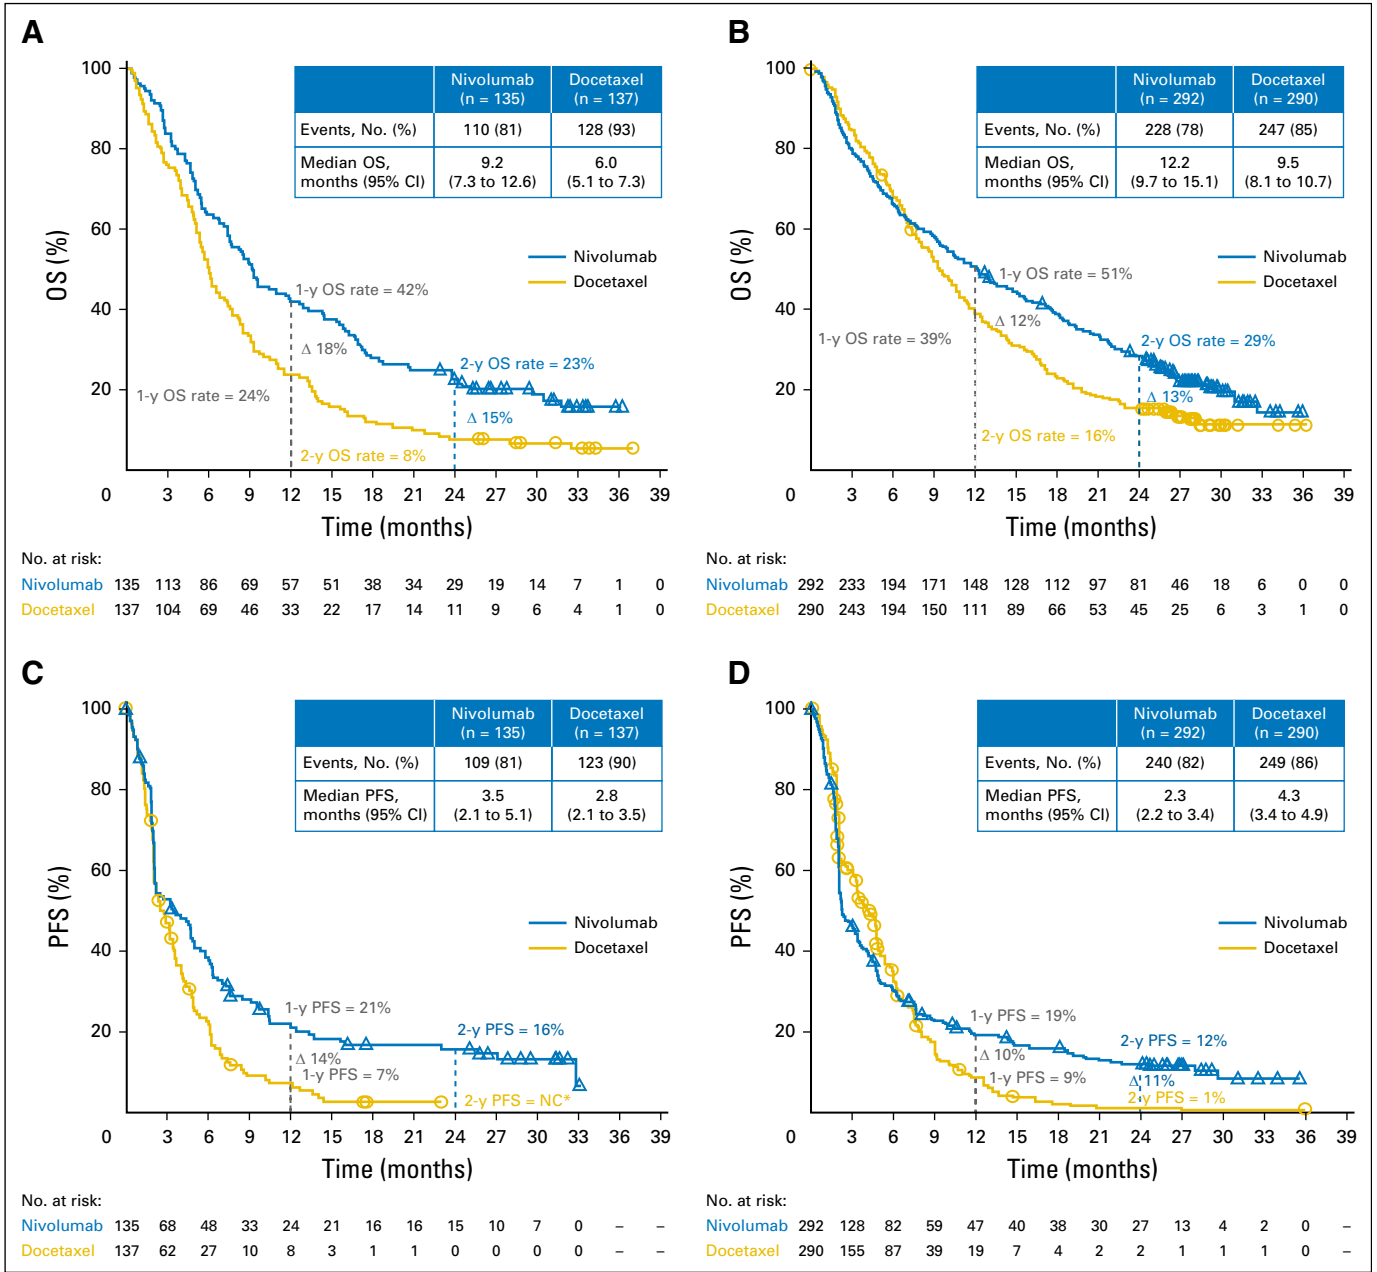 A
Nivolumab (n = 135) Docetaxel (n = 137)
Events, No. (%) 110 (81) 128 (93)
Median OS, months (95% CI) 9.2 (7.3 to 12.6) 6.0 (5.1 to 7.3)
100
80
60
40
20
OS (%)
Nivolumab
Docetaxel
1-y OS rate = 42%
Δ 18%
1-y OS rate = 24%
2-y OS rate = 23%
Δ 15%
2-y OS rate = 8%
0 3 6 9 12 15 18 21 24 27 30 33 36 39
Time (months)
No. at risk:
Nivolumab 135 113 86 69 57 51 38 34 29 19 14 7 1 0
Docetaxel 137 104 69 46 33 22 17 14 11 9 6 4 1 0
B
Nivolumab (n = 292) Docetaxel (n = 290)
Events, No. (%) 228 (78) 247 (85)
Median OS, months (95% CI) 12.2 (9.7 to 15.1) 9.5 (8.1 to 10.7)
100
80
60
40
20
OS (%)
Nivolumab
Docetaxel
1-y OS rate = 51%
Δ 12%
1-y OS rate = 39%
2-y OS rate = 29%
Δ 13%
2-y OS rate = 16%
0 3 6 9 12 15 18 21 24 27 30 33 36 39
Time (months)
No. at risk:
Nivolumab 292 233 194 171 148 128 112 97 81 46 18 6 0 0
Docetaxel 290 243 194 150 111 89 66 53 45 25 6 3 1 0
C
Nivolumab (n = 135) Docetaxel (n = 137)
Events, No. (%) 109 (81) 123 (90)
Median PFS, months (95% CI) 3.5 (2.1 to 5.1) 2.8 (2.1 to 3.5)
100
80
60
40
20
PFS (%)
Nivolumab
Docetaxel
1-y PFS = 21%
Δ 14%
1-y PFS = 7%
2-y PFS = 16%
2-y PFS = NC*
0 3 6 9 12 15 18 21 24 27 30 33 36 39
Time (months)
No. at risk:
Nivolumab 135 68 48 33 24 21 16 16 15 10 7 0 – –
Docetaxel 137 62 27 10 8 3 1 1 0 0 0 0 – –
D
Nivolumab (n = 292) Docetaxel (n = 290)
Events, No. (%) 240 (82) 249 (86)
Median PFS, months (95% CI) 2.3 (2.2 to 3.4) 4.3 (3.4 to 4.9)
100
80
60
40
20
PFS (%)
Nivolumab
Docetaxel
1-y PFS = 19%
Δ 10%
1-y PFS = 9%
2-y PFS = 12%
Δ 11%
2-y PFS = 1%
0 3 6 9 12 15 18 21 24 27 30 33 36 39
Time (months)
No. at risk:
Nivolumab 292 128 82 59 47 40 38 30 27 13 4 2 0 –
Docetaxel 290 155 87 39 19 7 4 2 2 1 1 1 0 –